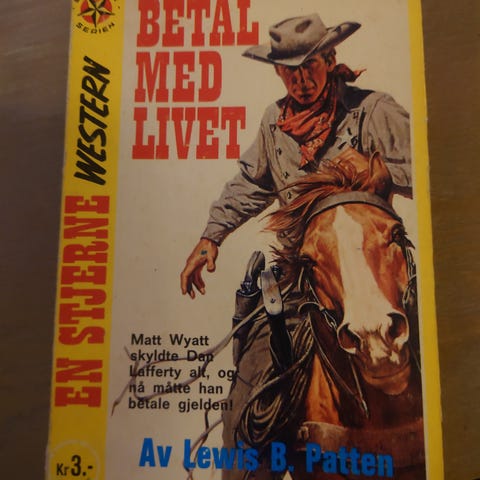 SERIEN
BETAL
MED
LIVET
EN STJERNE WESTERN
Matt Wyatt
skyldte Dan
Lafferty alt, og
nå måtte han
betale gjelden!
Av Lewis B. Patten
Kr 3.-